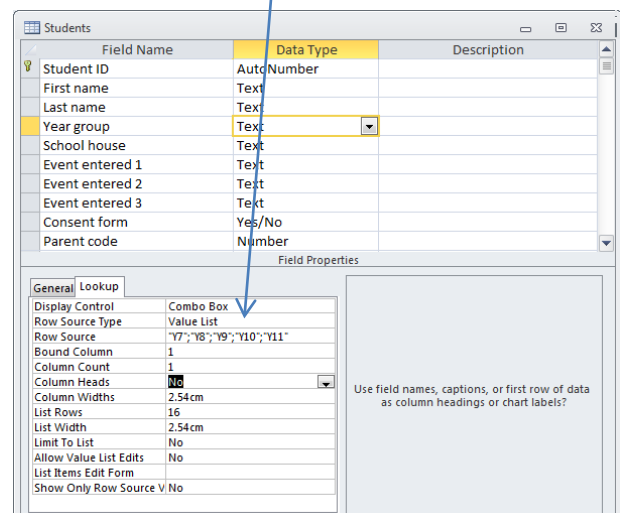 Students
Field Name Data Type Description
Student ID AutoNumber
First name Text
Last name Text
Year group Text
School house Text
Event entered 1 Text
Event entered 2 Text
Event entered 3 Text
Consent form Yes/No
Parent code Number
Field Properties
General Lookup
Display Control Combo Box
Row Source Type Value List
Row Source "Y7";"Y8";"Y9";"Y10";"Y11"
Bound Column 1
Column Count 1
Column Heads No
Column Widths 2.54cm
List Rows 16
List Width 2.54cm
Limit To List No
Allow Value List Edits No
List Items Edit Form
Show Only Row Source V No
Use field names, captions, or first row of data
as column headings or chart labels?